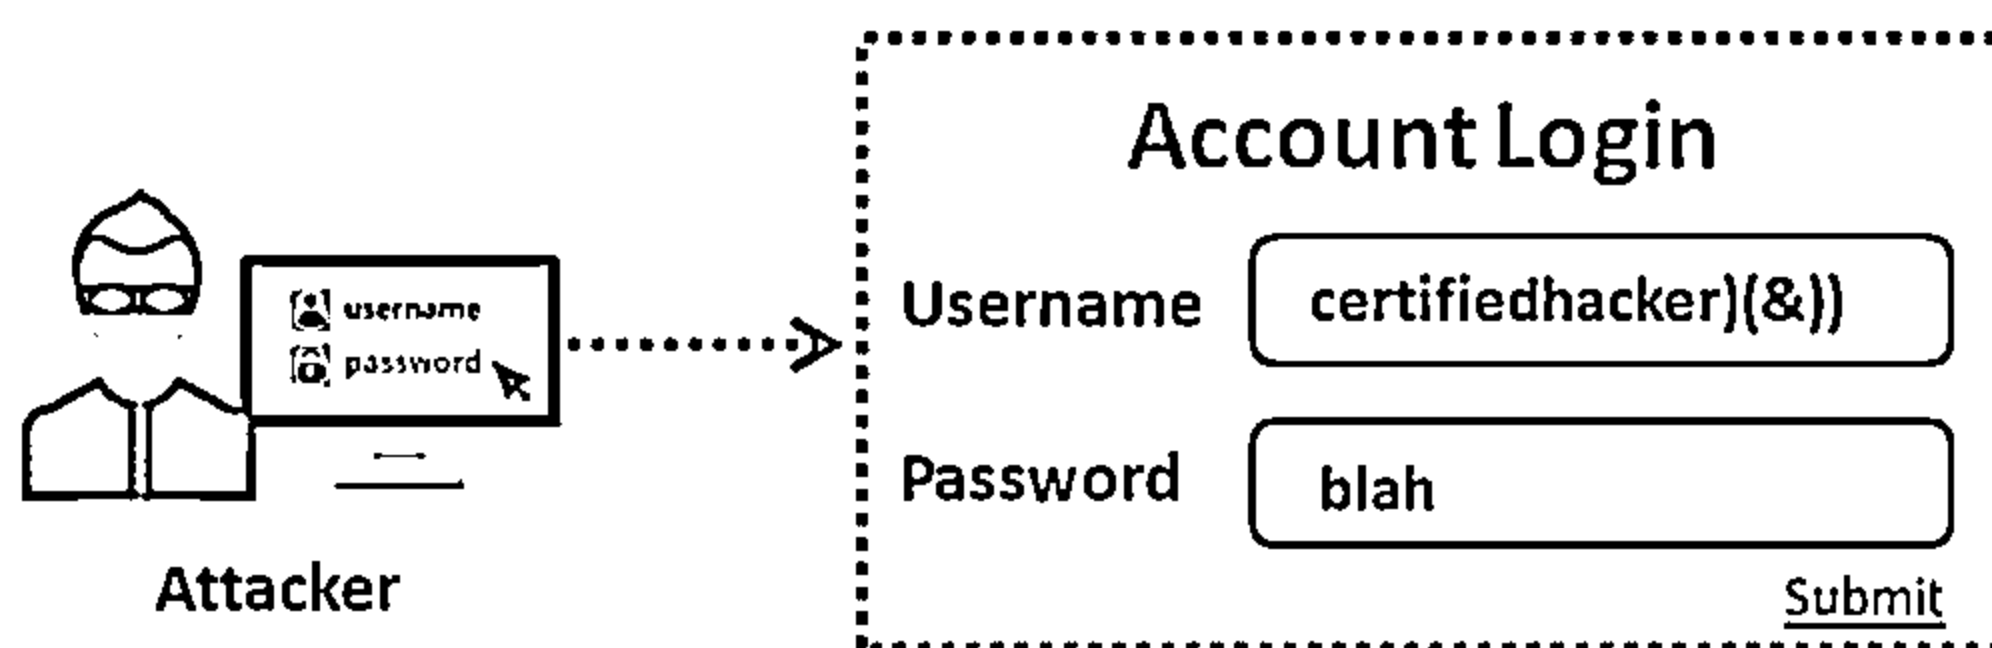 Account Login
username
password
Username
certifiedhacker)(&))
Password
blah
Attacker
Submit